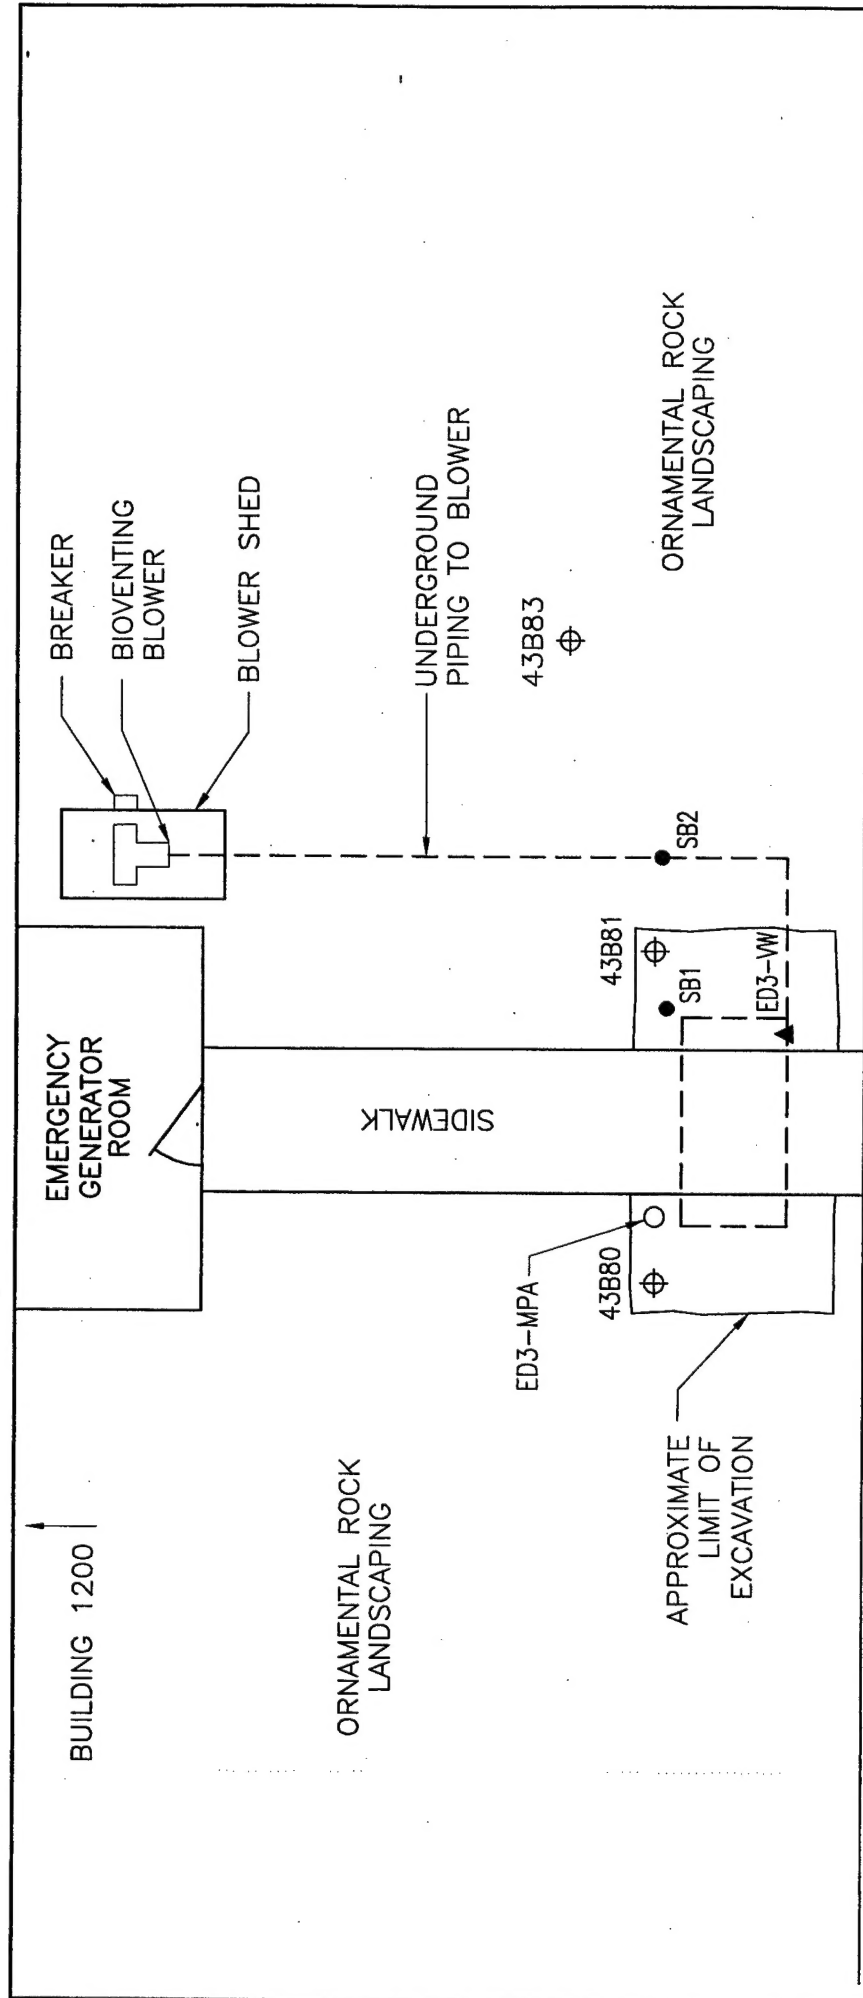 BUILDING 1200
EMERGENCY
GENERATOR
ROOM
BREAKER
BIOVENTING
BLOWER
BLOWER SHED
ORNAMENTAL ROCK
LANDSCAPING
SIDEWALK
UNDERGROUND
PIPING TO BLOWER
43B83
ED3-MPA
43B80
43B81
SB1
SB2
ED3-VW
APPROXIMATE
LIMIT OF
EXCAVATION
ORNAMENTAL ROCK
LANDSCAPING